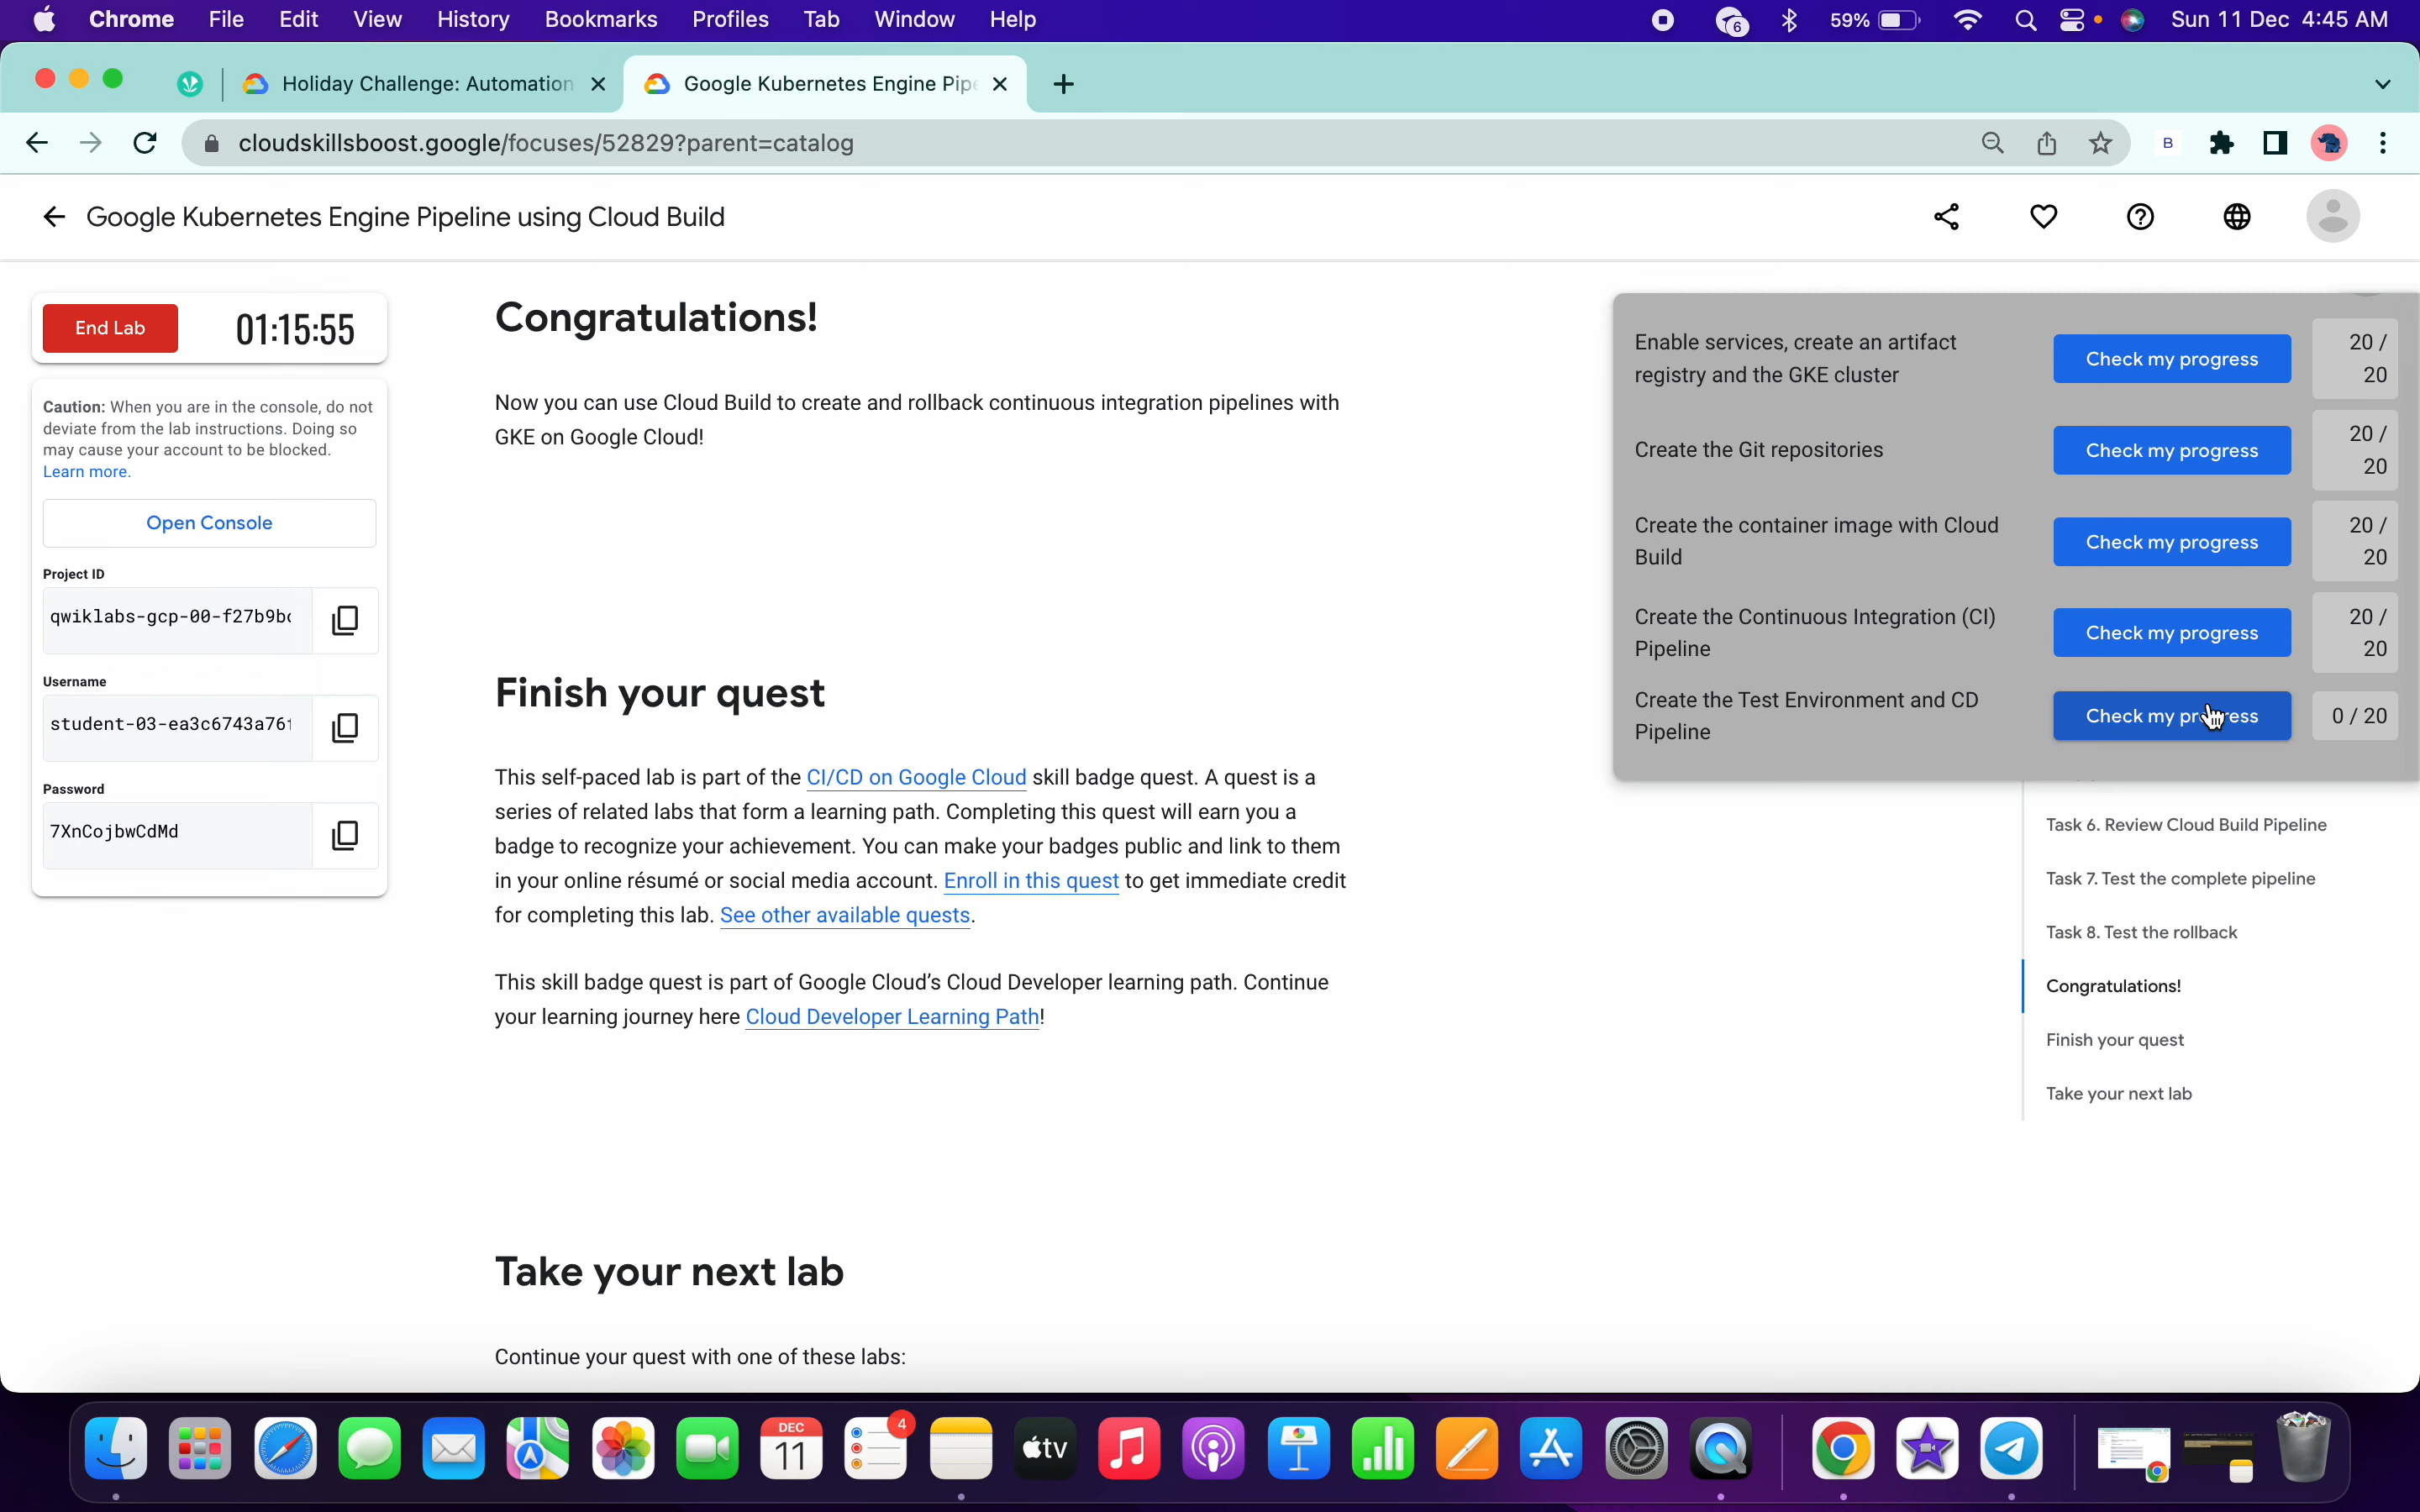 Chrome File Edit View History Bookmarks Profiles Tab Window Help 6 59% Sun 11 Dec 4:45 AM
Holiday Challenge: Automation Google Kubernetes Engine Pipe
cloudskillsboost.google/focuses/52829?parent=catalog B
Google Kubernetes Engine Pipeline using Cloud Build
End Lab 01:15:55
Caution: When you are in the console, do not
deviate from the lab instructions. Doing so
may cause your account to be blocked.
Learn more.
Open Console
Project ID
qwiklabs-gcp-00-f27b9bc
Username
student-03-ea3c6743a76f
Password
7XnCojbwCdMd
Congratulations!
Now you can use Cloud Build to create and rollback continuous integration pipelines with
GKE on Google Cloud!
Finish your quest
This self-paced lab is part of the CI/CD on Google Cloud skill badge quest. A quest is a
series of related labs that form a learning path. Completing this quest will earn you a
badge to recognize your achievement. You can make your badges public and link to them
in your online résumé or social media account. Enroll in this quest to get immediate credit
for completing this lab. See other available quests.
This skill badge quest is part of Google Cloud's Cloud Developer learning path. Continue
your learning journey here Cloud Developer Learning Path!
Take your next lab
Continue your quest with one of these labs:
Enable services, create an artifact
registry and the GKE cluster
Check my progress
20 /
20
Create the Git repositories
Check my progress
20 /
20
Create the container image with Cloud
Build
Check my progress
20 /
20
Create the Continuous Integration (CI)
Pipeline
Check my progress
20 /
20
Create the Test Environment and CD
Pipeline
Check my progress
0 / 20
Task 6. Review Cloud Build Pipeline
Task 7. Test the complete pipeline
Task 8. Test the rollback
Congratulations!
Finish your quest
Take your next lab
DEC
11
4
tv